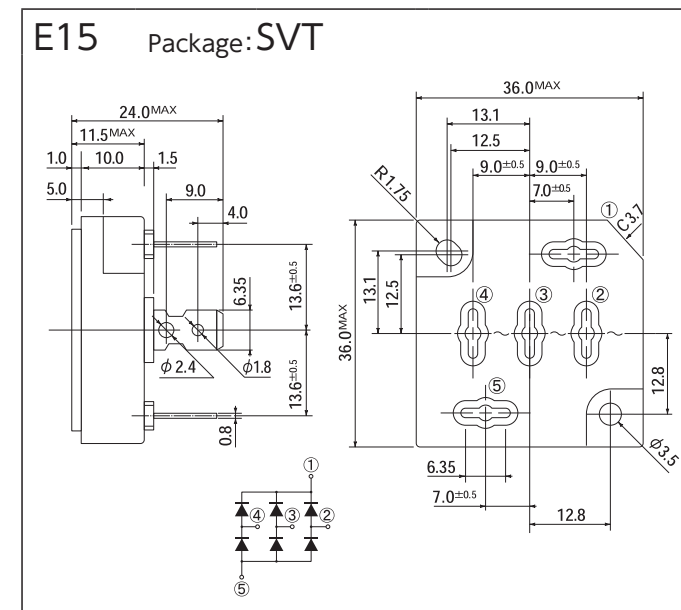 E15 Package:SVT
24.0MAX
11.5MAX
1.0 10.0 1.5
5.0
9.0
4.0
13.6±0.5
6.35
φ2.4
φ1.8
13.6±0.5
0.8
36.0MAX
13.1
12.5
9.0±0.5 9.0±0.5
7.0±0.5
R1.75
①
C3.7
13.1
12.5
36.0MAX
④ ③ ②
~ ~
⑤
12.8
φ3.5
6.35
7.0±0.5
12.8
①
④ ③ ②
⑤